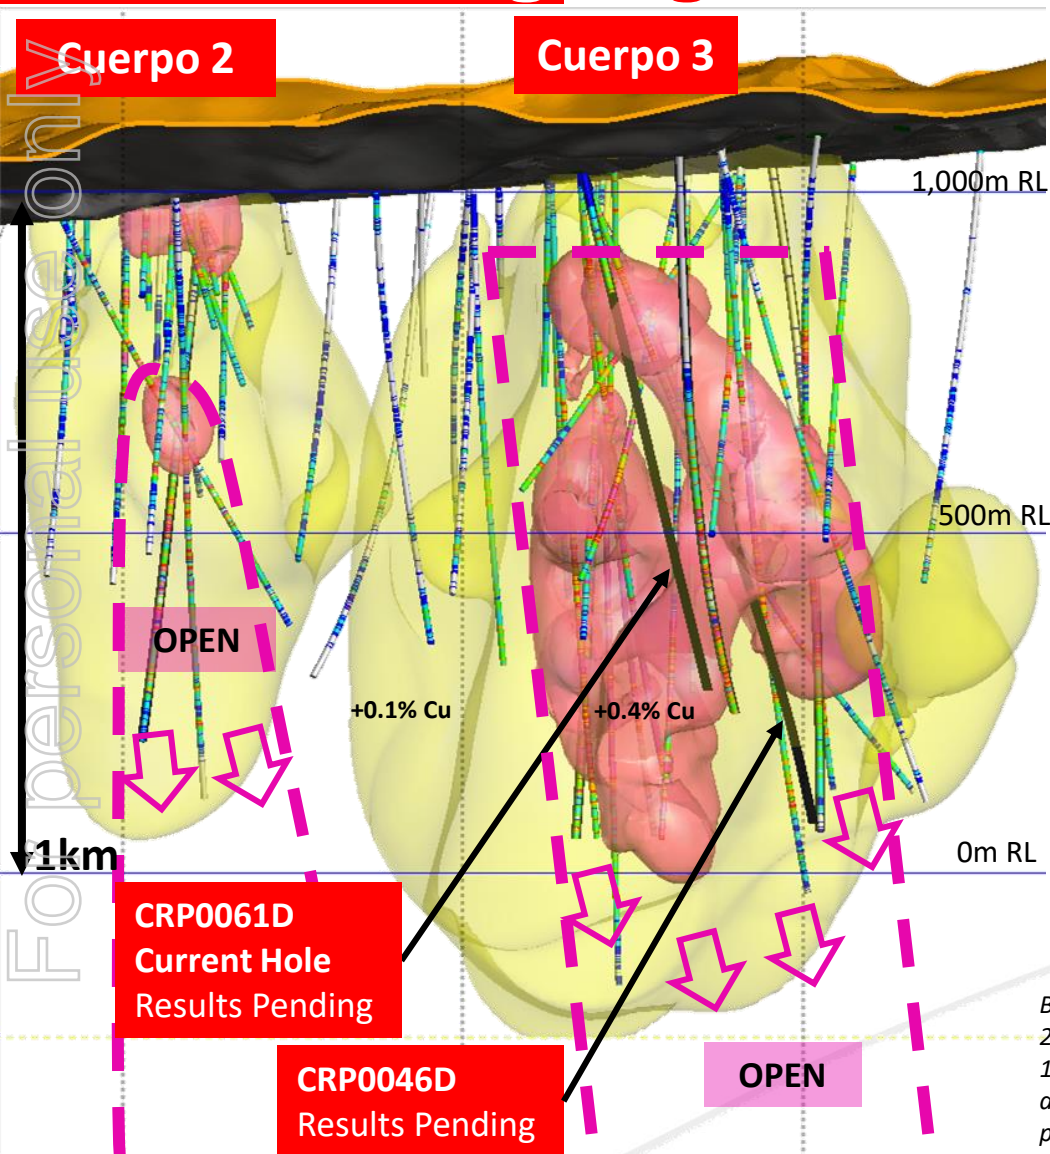 Cuerpo 2
Cuerpo 3
For personal use only
1,000m RL
500m RL
OPEN
+0.1% Cu
+0.4% Cu
1km
0m RL
CRP0061D
Current Hole
Results Pending
CRP0046D
Results Pending
OPEN